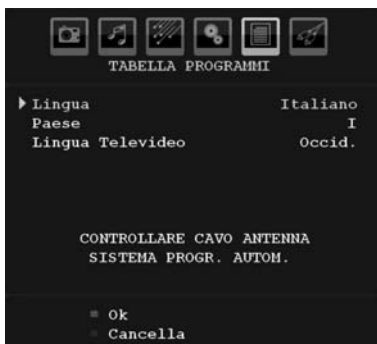 TABELLA PROGRAMMI
Lingua Italiano
Paese I
Lingua Televideo Occid.
CONTROLLARE CAVO ANTENNA
SISTEMA PROGR. AUTOM.
Ok
Cancella